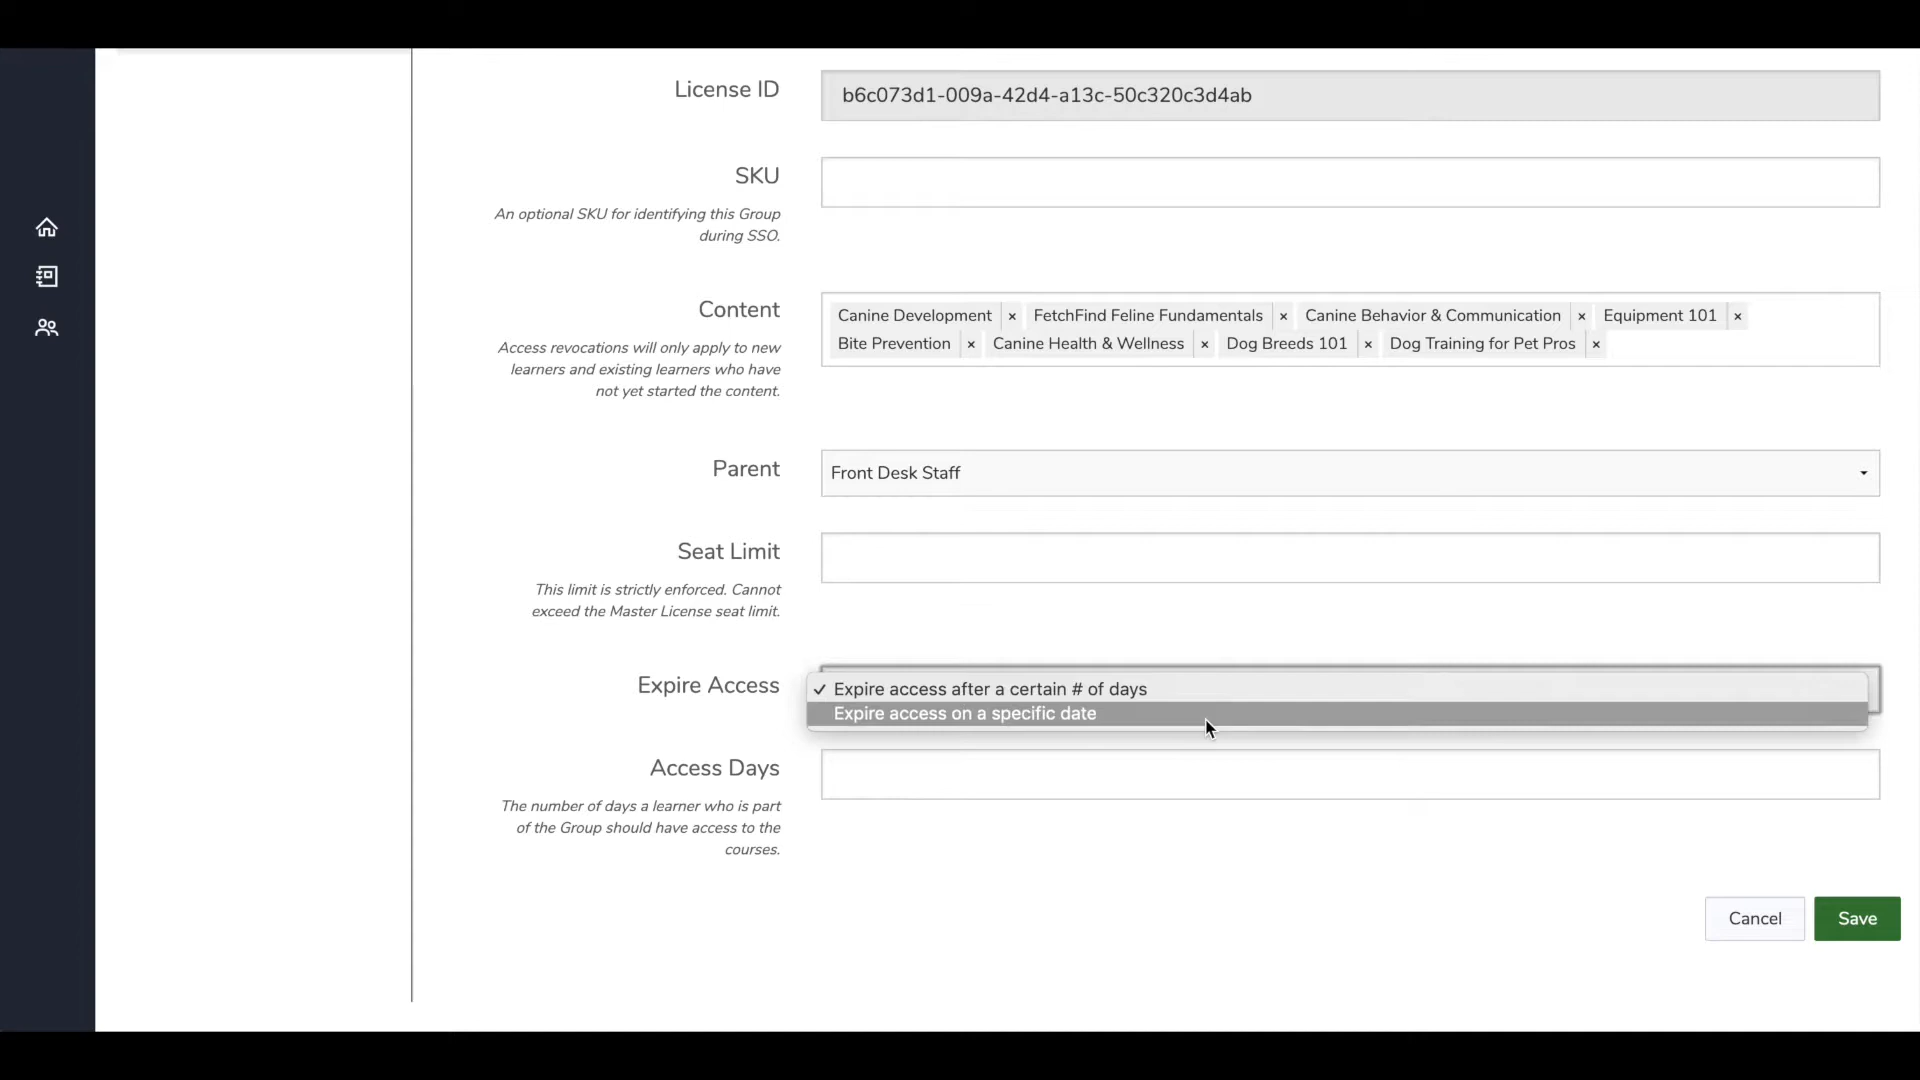 License ID
b6c073d1-009a-42d4-a13c-50c320c3d4ab
SKU
An optional SKU for identifying this Group
during SSO.
Content
Canine Development × FetchFind Feline Fundamentals × Canine Behavior & Communication × Equipment 101 ×
Bite Prevention × Canine Health & Wellness × Dog Breeds 101 × Dog Training for Pet Pros ×
Access revocations will only apply to new
learners and existing learners who have
not yet started the content.
Parent
Front Desk Staff
Seat Limit
This limit is strictly enforced. Cannot
exceed the Master License seat limit.
Expire Access
✓ Expire access after a certain # of days
Expire access on a specific date
Access Days
The number of days a learner who is part
of the Group should have access to the
courses.
Cancel
Save